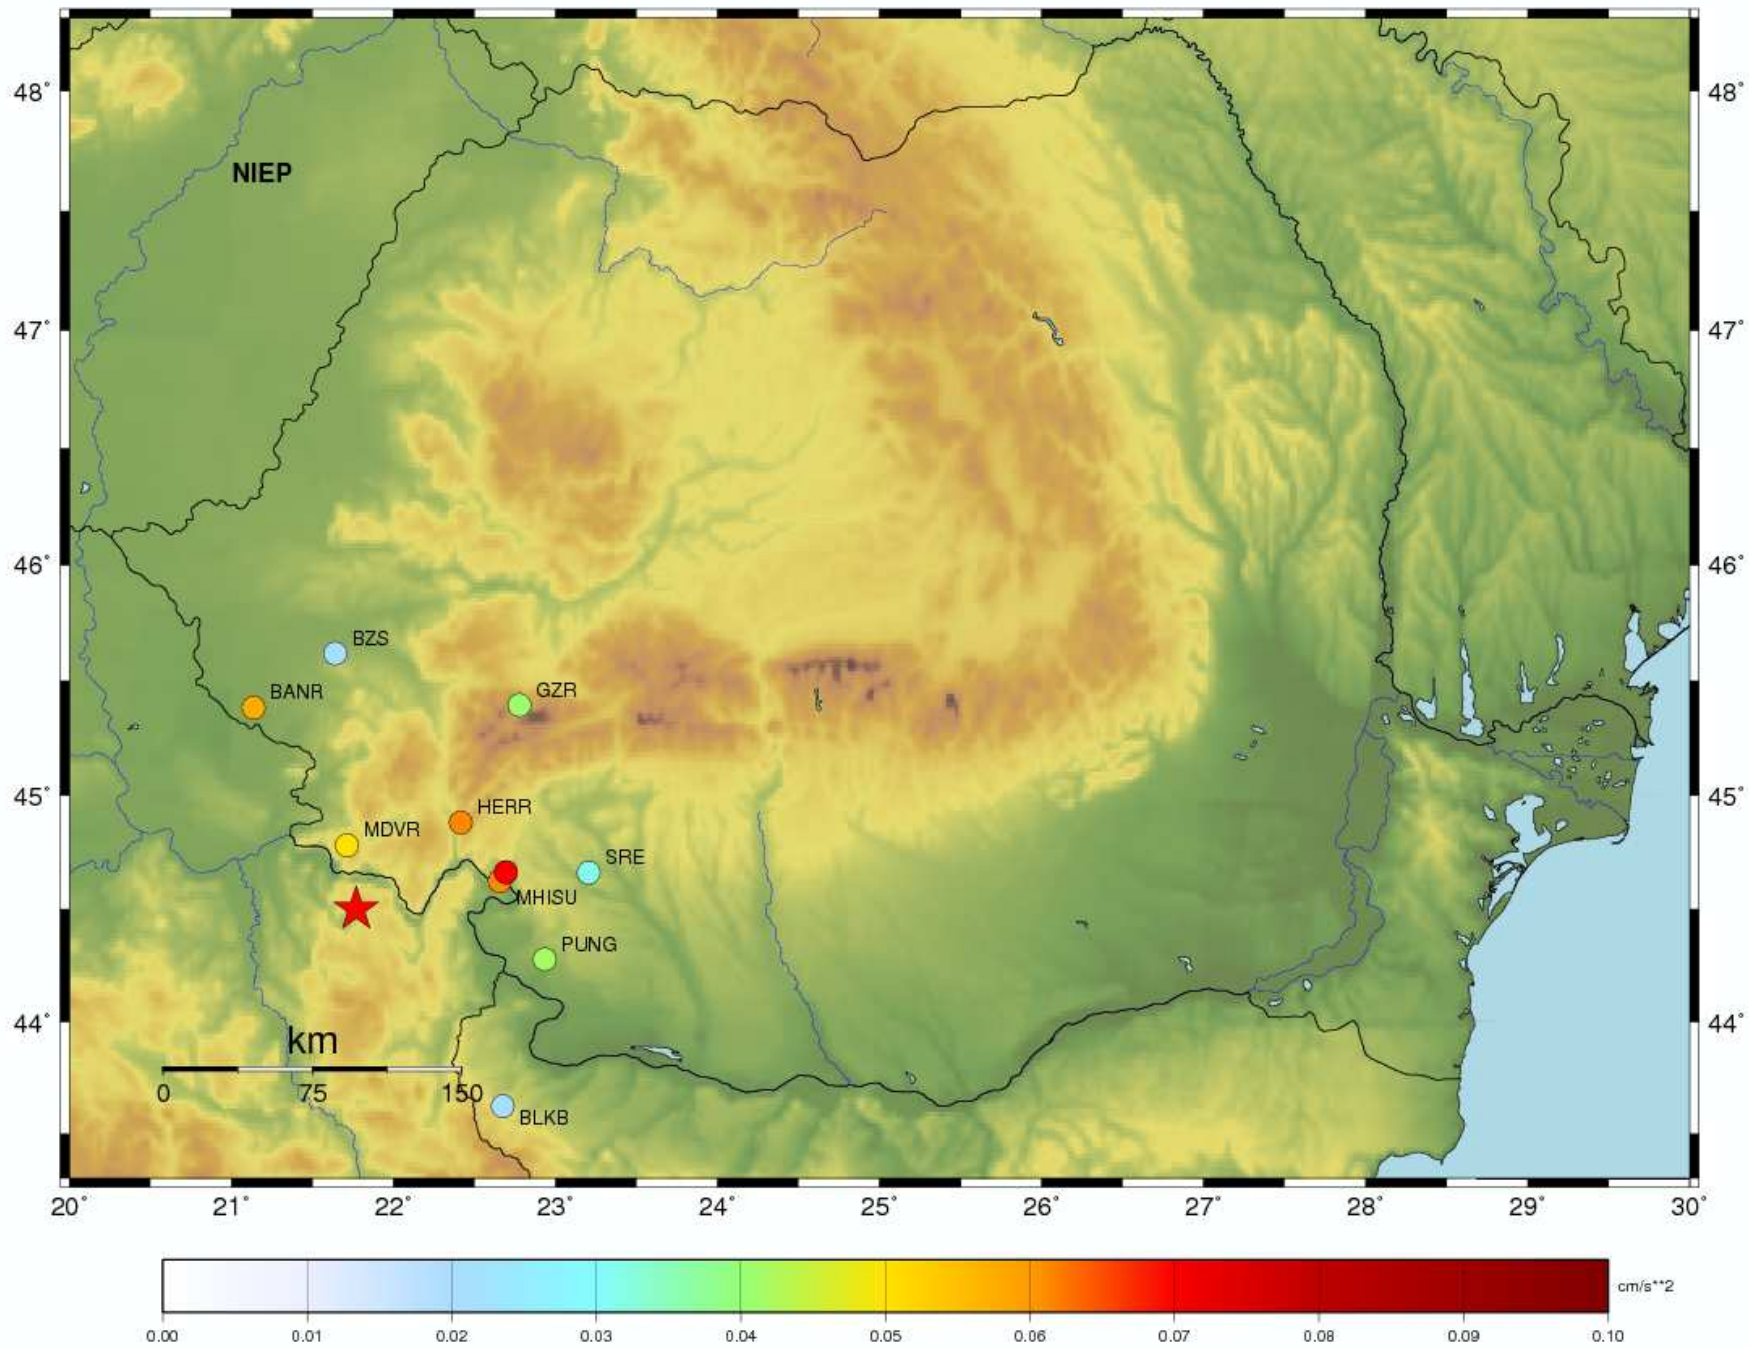 48° 48°
NIEP
47° 47°
46° 46°
BZS
BANR
GZR
45° 45°
HERR
MDVR
SRE
MHISU
PUNG
44° 44°
km
0 75 150
BLKB
20° 21° 22° 23° 24° 25° 26° 27° 28° 29° 30°
cm/s**2
0.00 0.01 0.02 0.03 0.04 0.05 0.06 0.07 0.08 0.09 0.10